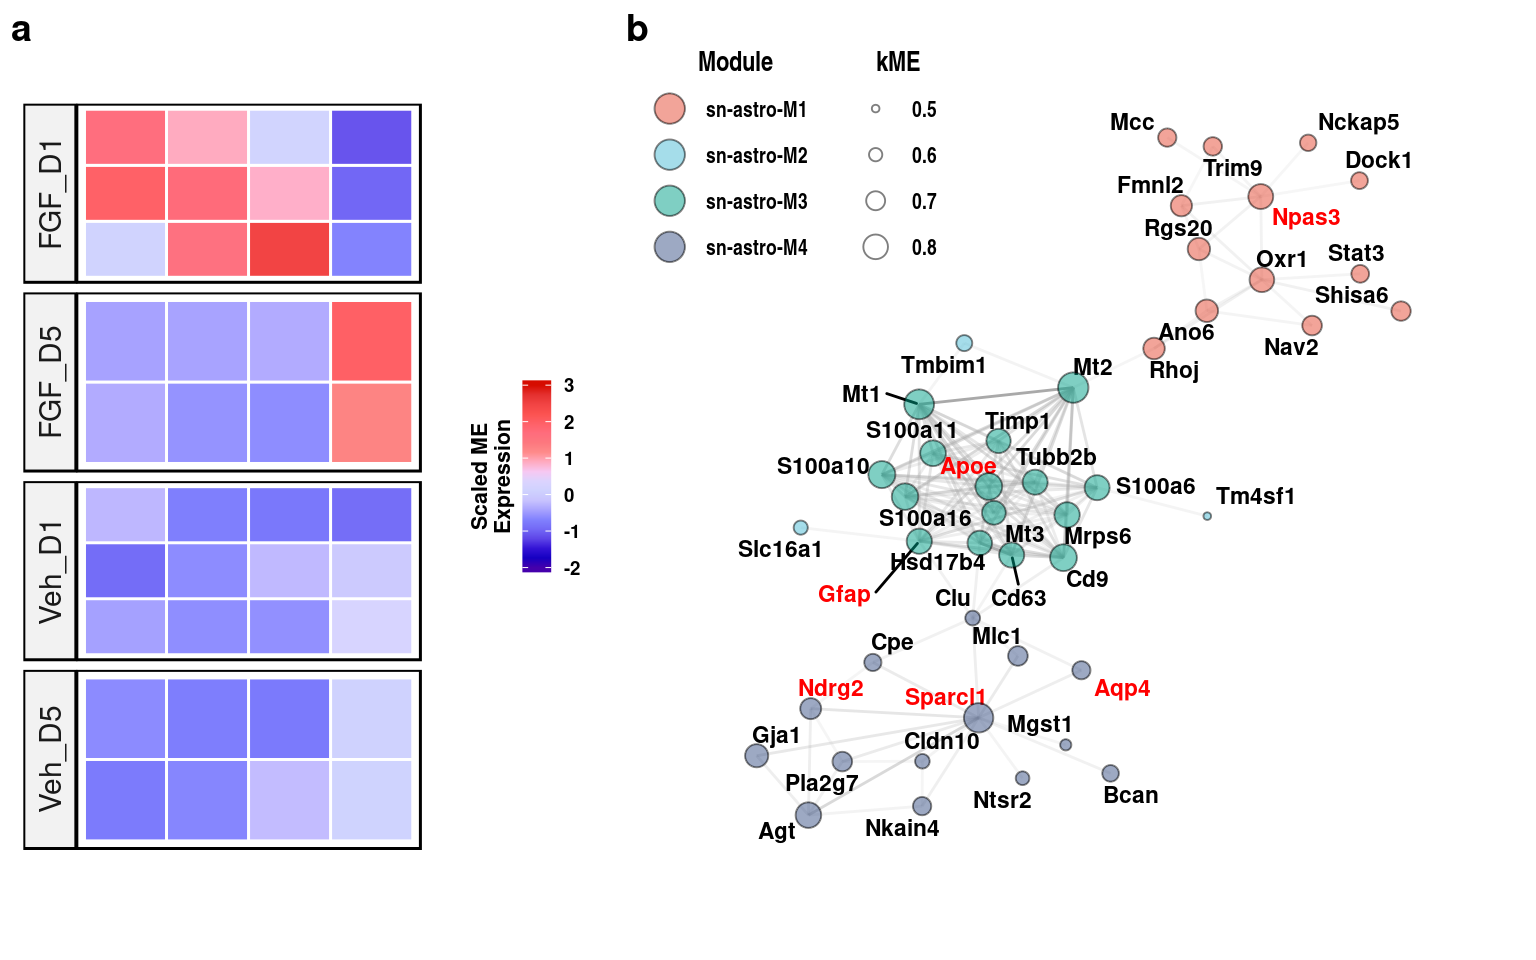 a
b
FGF_D1
FGF_D5
Veh_D1
Veh_D5
Scaled ME
Expression
3
2
1
0
-1
-2
Module
kME
sn-astro-M1
0.5
sn-astro-M2
0.6
sn-astro-M3
0.7
sn-astro-M4
0.8
Mcc
Nckap5
Trim9
Dock1
Fmnl2
Npas3
Rgs20
Oxr1
Stat3
Shisa6
Ano6
Nav2
Rhoj
Tmbim1
Mt2
Mt1
Timp1
S100a11
Tubb2b
S100a10
Apoe
S100a6
Tm4sf1
S100a16
Mt3
Mrps6
Slc16a1
Hsd17b4
Cd9
Gfap
Clu
Cd63
Cpe
Mlc1
Ndrg2
Sparcl1
Aqp4
Mgst1
Gja1
Cldn10
Pla2g7
Ntsr2
Bcan
Agt
Nkain4